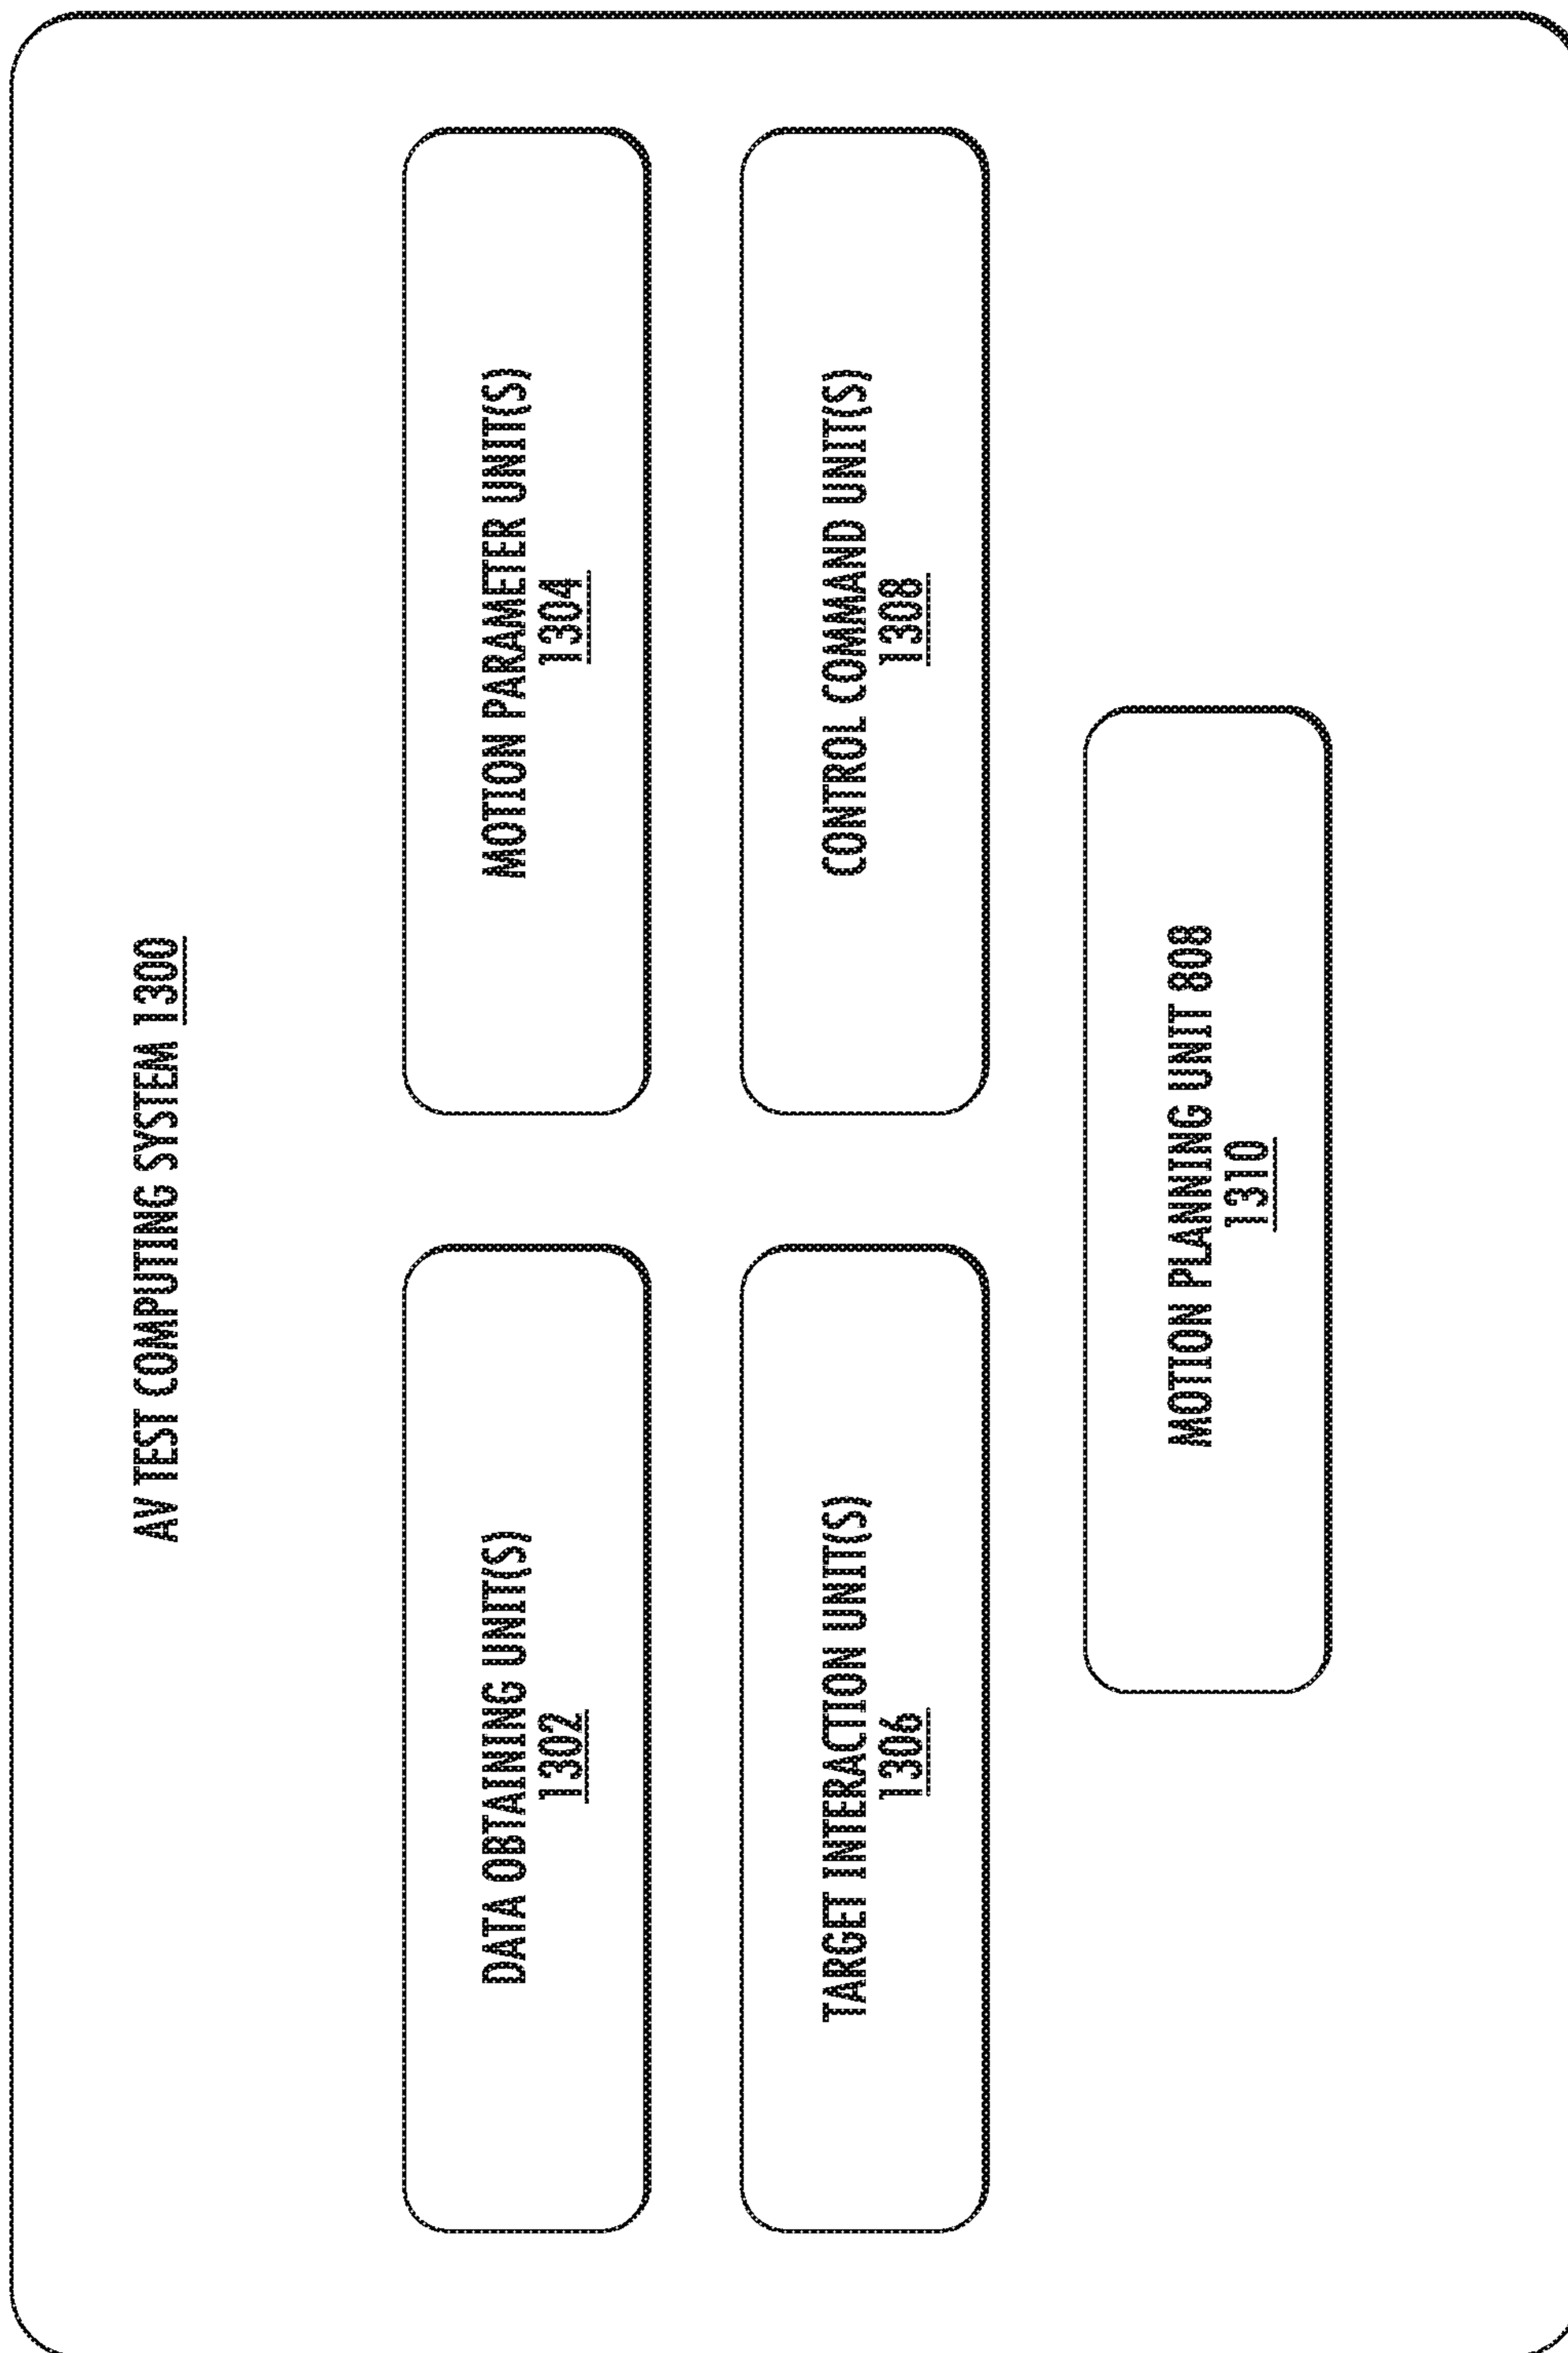 AV TEST COMPUTING SYSTEM 1300
DATA OBTAINING UNIT(S)
1302
MOTION PARAMETER UNIT(S)
1304
TARGET INTERACTION UNIT(S)
1306
CONTROL COMMAND UNIT(S)
1308
MOTION PLANNING UNIT 808
1310